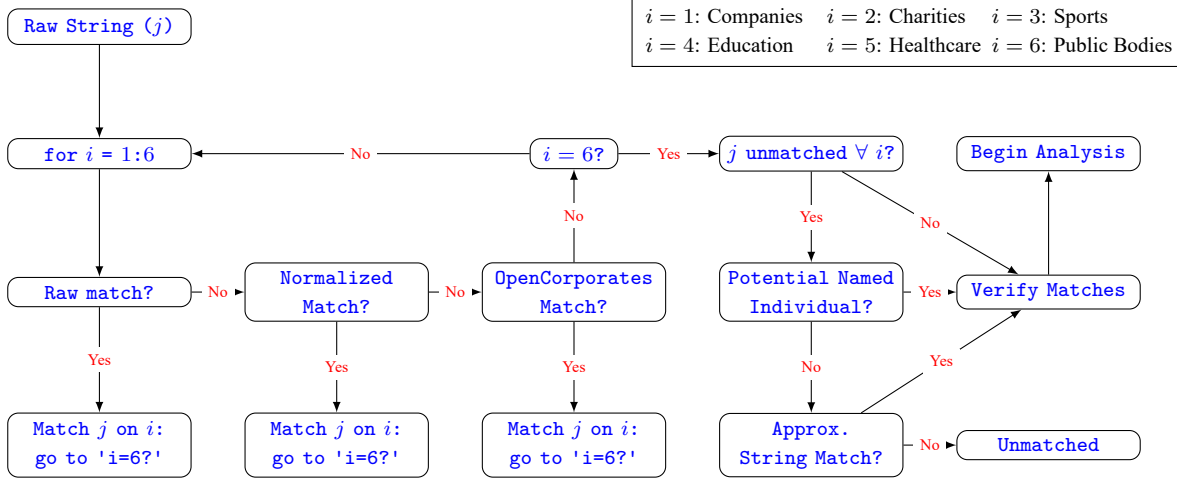 Raw String (j)
i = 1: Companies i = 2: Charities i = 3: Sports
i = 4: Education i = 5: Healthcare i = 6: Public Bodies
for i = 1:6
No
i = 6?
Yes
j unmatched ∀ i?
Begin Analysis
No
Yes
No
Raw match?
No
Normalized
Match?
No
OpenCorporates
Match?
Potential Named
Individual?
Yes
Verify Matches
Yes
Yes
Yes
No
Yes
Match j on i:
go to 'i=6?'
Match j on i:
go to 'i=6?'
Match j on i:
go to 'i=6?'
Approx.
String Match?
No
Unmatched